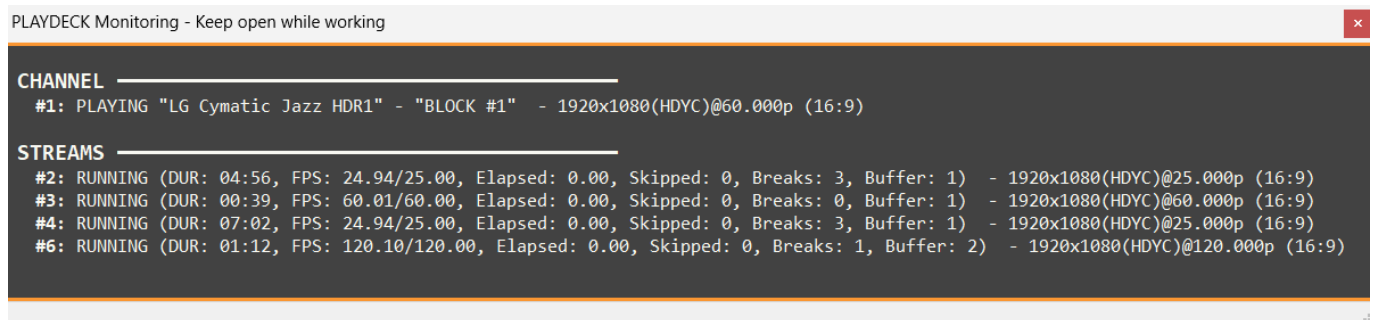 PLAYDECK Monitoring - Keep open while working
CHANNEL
#1: PLAYING "LG Cymatic Jazz HDR1" - "BLOCK #1" - 1920x1080(HDYC)@60.000p (16:9)
STREAMS
#2: RUNNING (DUR: 04:56, FPS: 24.94/25.00, Elapsed: 0.00, Skipped: 0, Breaks: 3, Buffer: 1) - 1920x1080(HDYC)@25.000p (16:9)
#3: RUNNING (DUR: 00:39, FPS: 60.01/60.00, Elapsed: 0.00, Skipped: 0, Breaks: 0, Buffer: 1) - 1920x1080(HDYC)@60.000p (16:9)
#4: RUNNING (DUR: 07:02, FPS: 24.94/25.00, Elapsed: 0.00, Skipped: 0, Breaks: 3, Buffer: 1) - 1920x1080(HDYC)@25.000p (16:9)
#6: RUNNING (DUR: 01:12, FPS: 120.10/120.00, Elapsed: 0.00, Skipped: 0, Breaks: 1, Buffer: 2) - 1920x1080(HDYC)@120.000p (16:9)